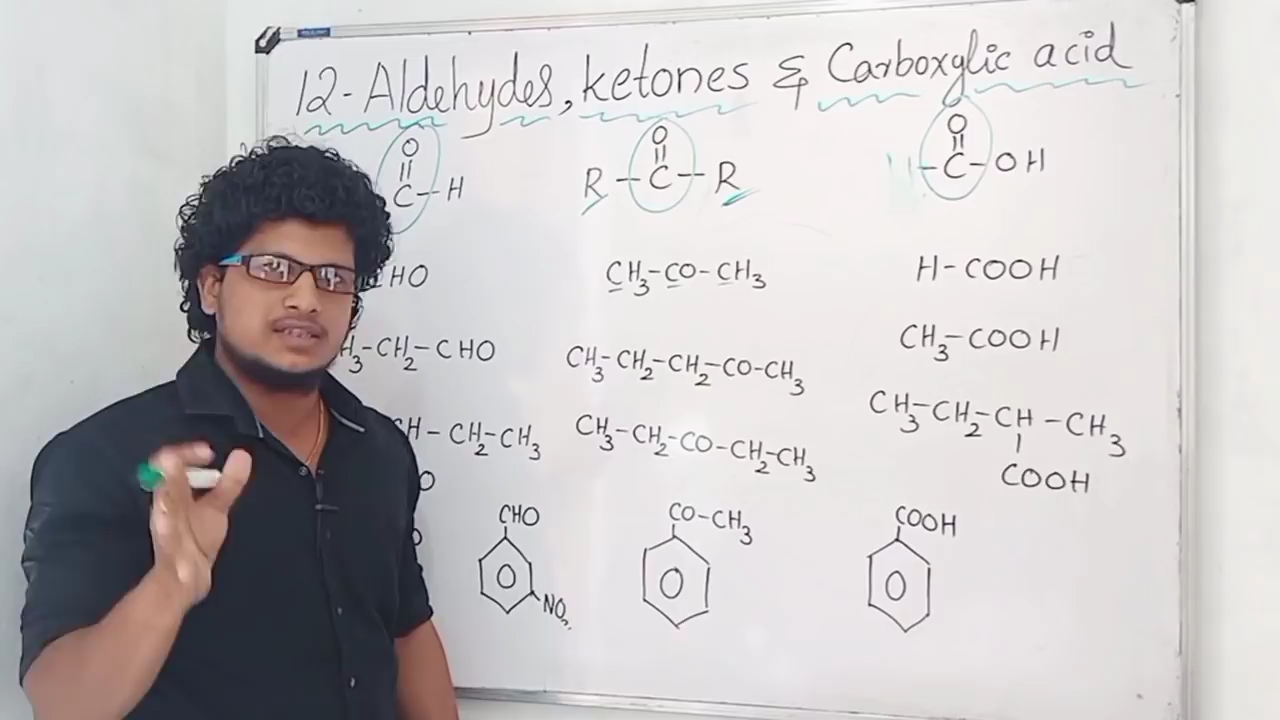 12-Aldehydes, ketones & Carboxylic acid
O
||
C-H
O
||
R-C-R
O
||
-C-OH
HO
CH3-CO-CH3
H-COOH
H3-CH2-CHO
CH3-CH2-CH2-CO-CH3
CH3-COOH
CH-CH2-CH3
O
CH3-CH2-CO-CH2-CH3
CH3-CH2-CH-CH3
|
COOH
CHO
NO2
CO-CH3
COOH